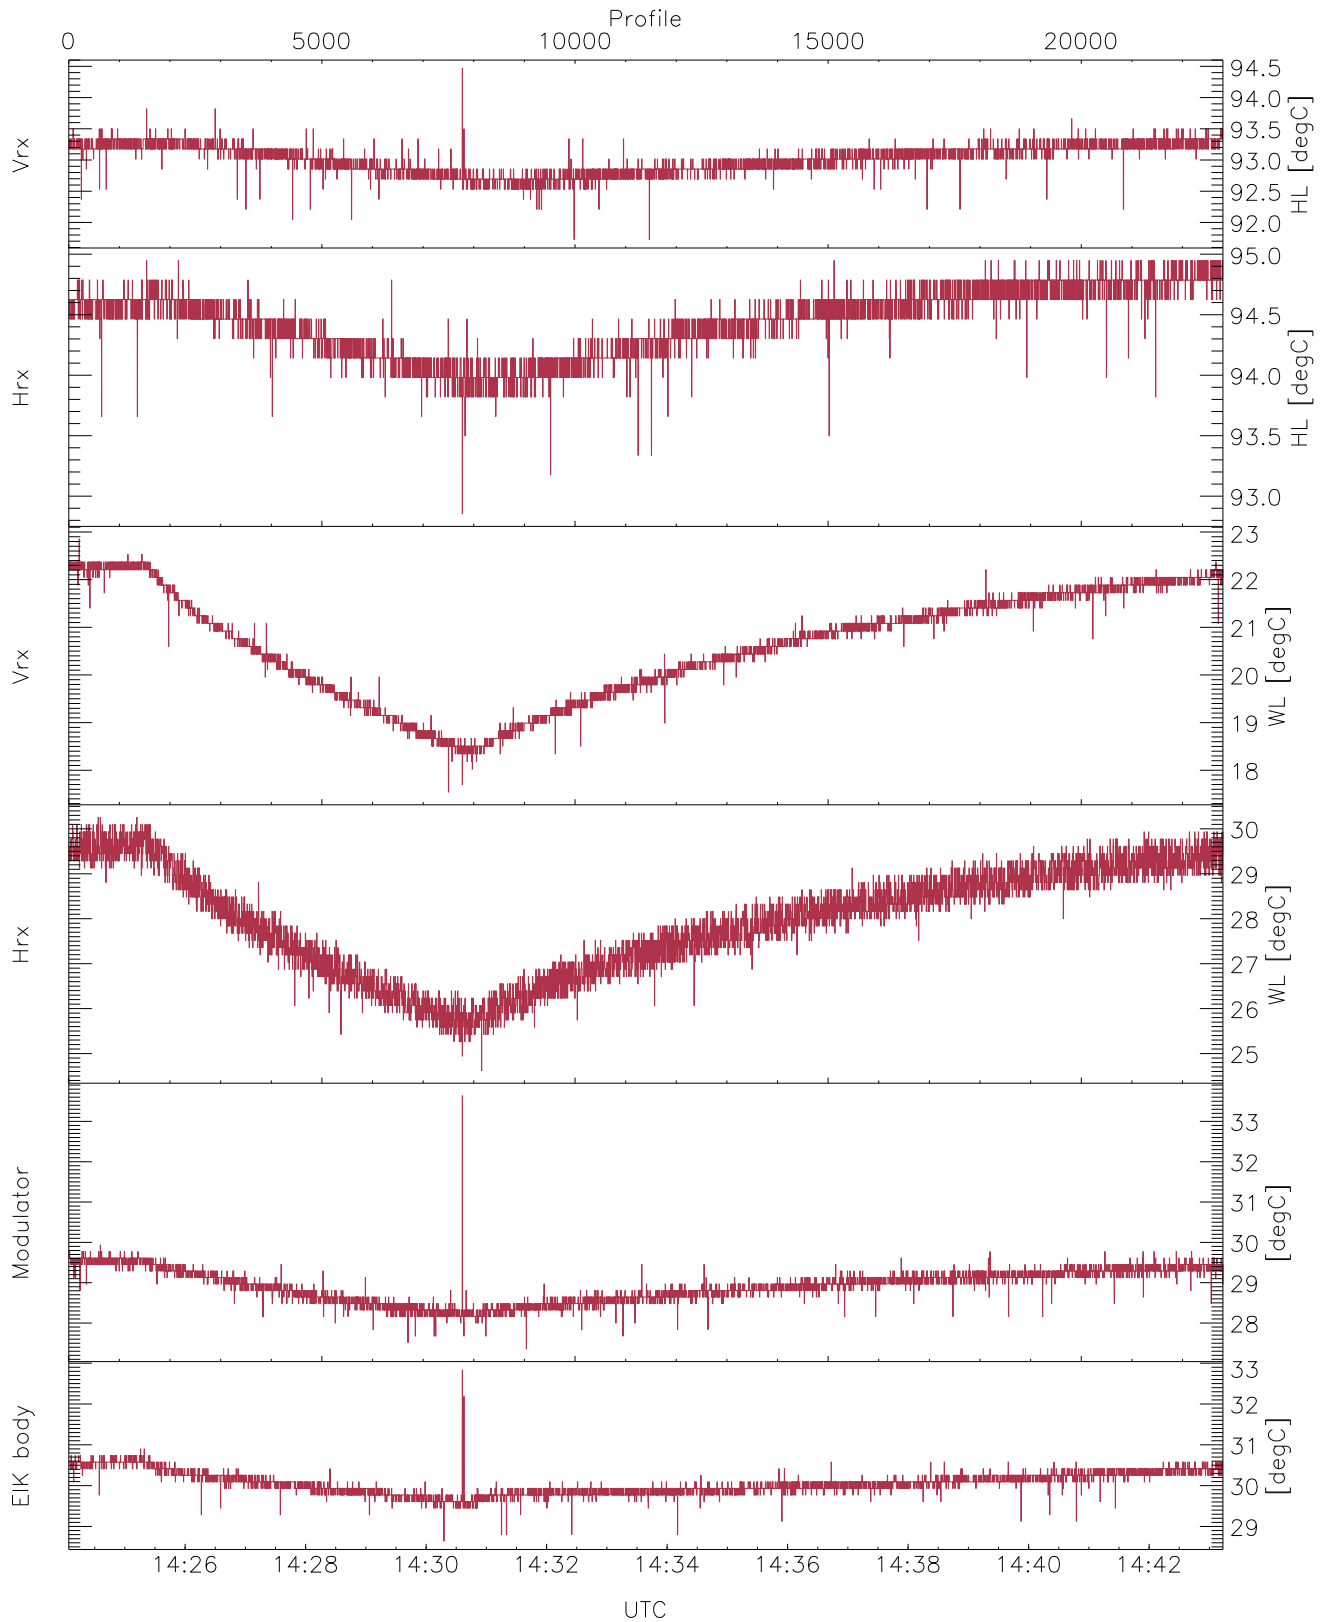 Profile
0 5000 10000 15000 20000
Vrx
94.5
94.0
93.5
93.0
92.5
92.0
HL [degC]
Hrx
95.0
94.5
94.0
93.5
93.0
HL [degC]
Vrx
23
22
21
20
19
18
WL [degC]
Hrx
30
29
28
27
26
25
WL [degC]
Modulator
33
32
31
30
29
28
[degC]
EIK body
33
32
31
30
29
[degC]
14:26 14:28 14:30 14:32 14:34 14:36 14:38 14:40 14:42
UTC